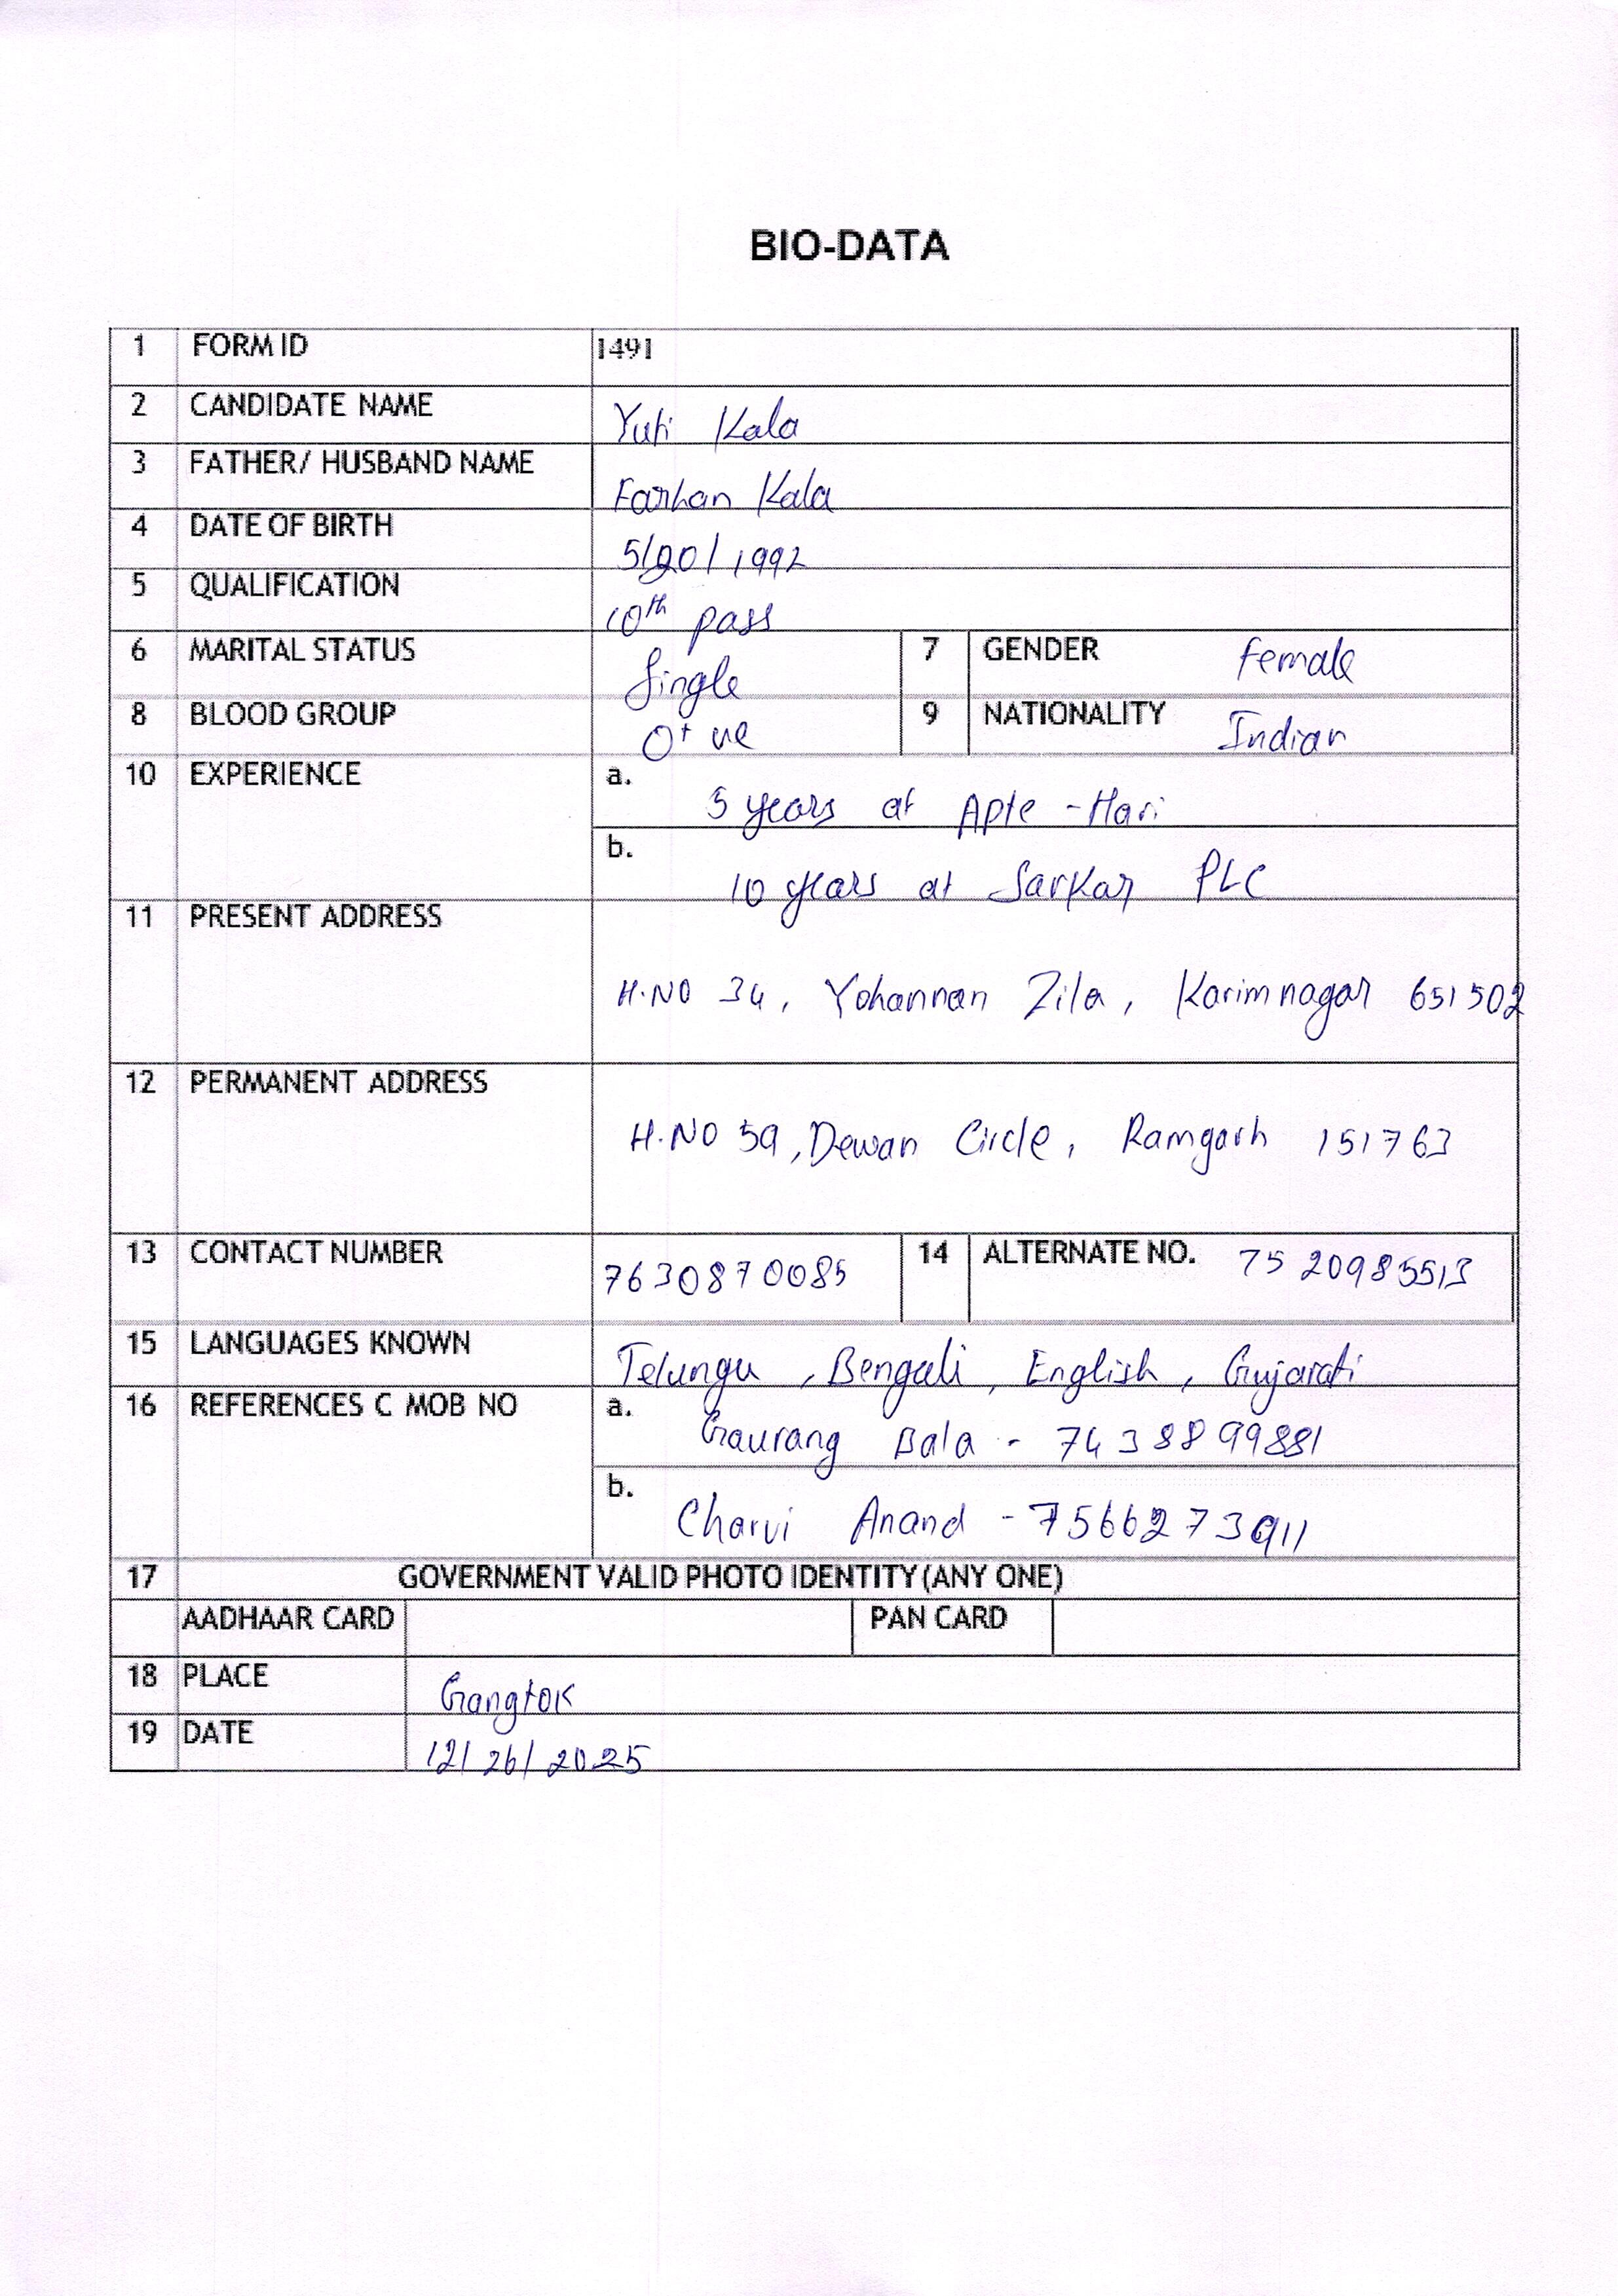 BIO-DATA
1 FORM ID 1491
2 CANDIDATE NAME Yuti Kala
3 FATHER/ HUSBAND NAME Farhan Kala
4 DATE OF BIRTH 5/20/1992
5 QUALIFICATION 10th pass
6 MARITAL STATUS Single 7 GENDER Female
8 BLOOD GROUP O+ ve 9 NATIONALITY Indian
10 EXPERIENCE a. 5 years at Apte - Hari
b. 10 years at Sarkar PLC
11 PRESENT ADDRESS
H.NO 34, Yohannan Zila, Karimnagar 651502
12 PERMANENT ADDRESS
H.NO 59, Dewan Circle, Ramgarh 151763
13 CONTACT NUMBER 7630870085 14 ALTERNATE NO. 7520985513
15 LANGUAGES KNOWN Telungu, Bengali, English, Gujarati
16 REFERENCES C MOB NO a. Gaurang Bala - 7438899881
b. Charvi Anand - 7566273911
17 GOVERNMENT VALID PHOTO IDENTITY (ANY ONE)
AADHAAR CARD PAN CARD
18 PLACE Gangtok
19 DATE 12/26/2025